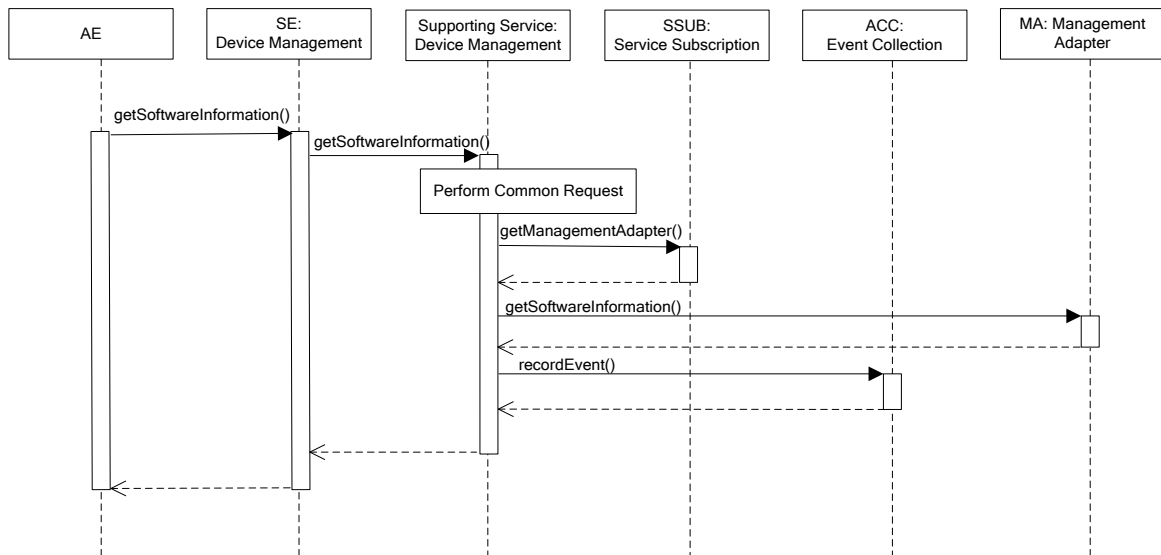 AE
SE:
Device Management
Supporting Service:
Device Management
SSUB:
Service Subscription
ACC:
Event Collection
MA: Management
Adapter
getSoftwareInformation()
getSoftwareInformation()
Perform Common Request
getManagementAdapter()
getSoftwareInformation()
recordEvent()